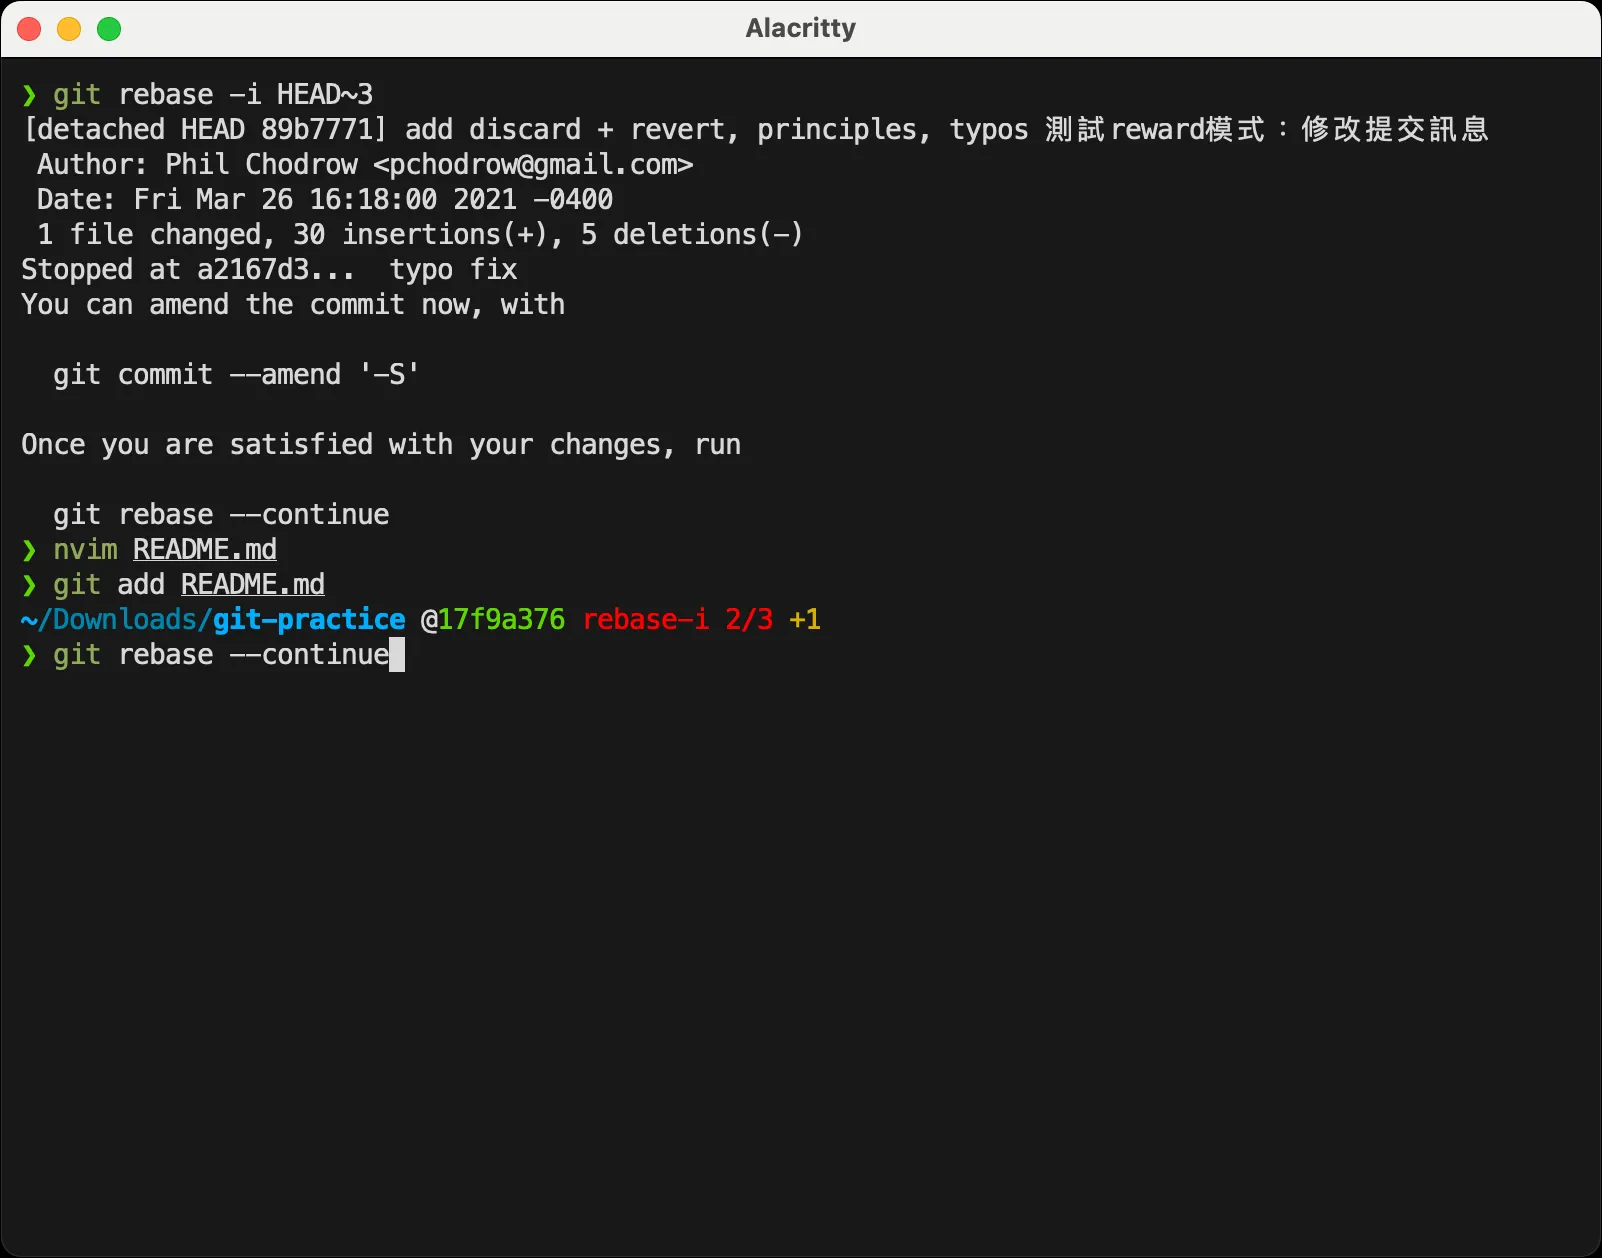 Alacritty
❯ git rebase -i HEAD~3
[detached HEAD 89b7771] add discard + revert, principles, typos 測試reward模式：修改提交訊息
 Author: Phil Chodrow <pchodrow@gmail.com>
 Date: Fri Mar 26 16:18:00 2021 -0400
 1 file changed, 30 insertions(+), 5 deletions(-)
Stopped at a2167d3...  typo fix
You can amend the commit now, with
  git commit --amend '-S'
Once you are satisfied with your changes, run
  git rebase --continue
❯ nvim README.md
❯ git add README.md
~/Downloads/git-practice @17f9a376 rebase-i 2/3 +1
❯ git rebase --continue